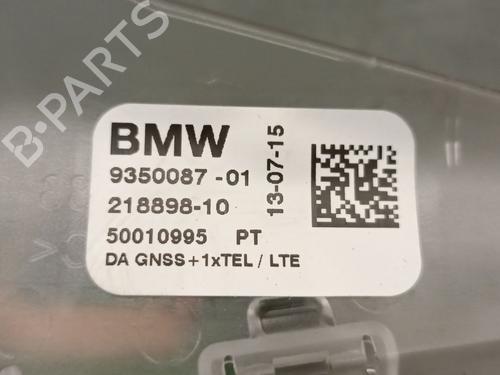 B-PARTS
BMW
9350087-01
218898-10
50010995 PT
DA GNSS+1xTEL / LTE
13-07-15